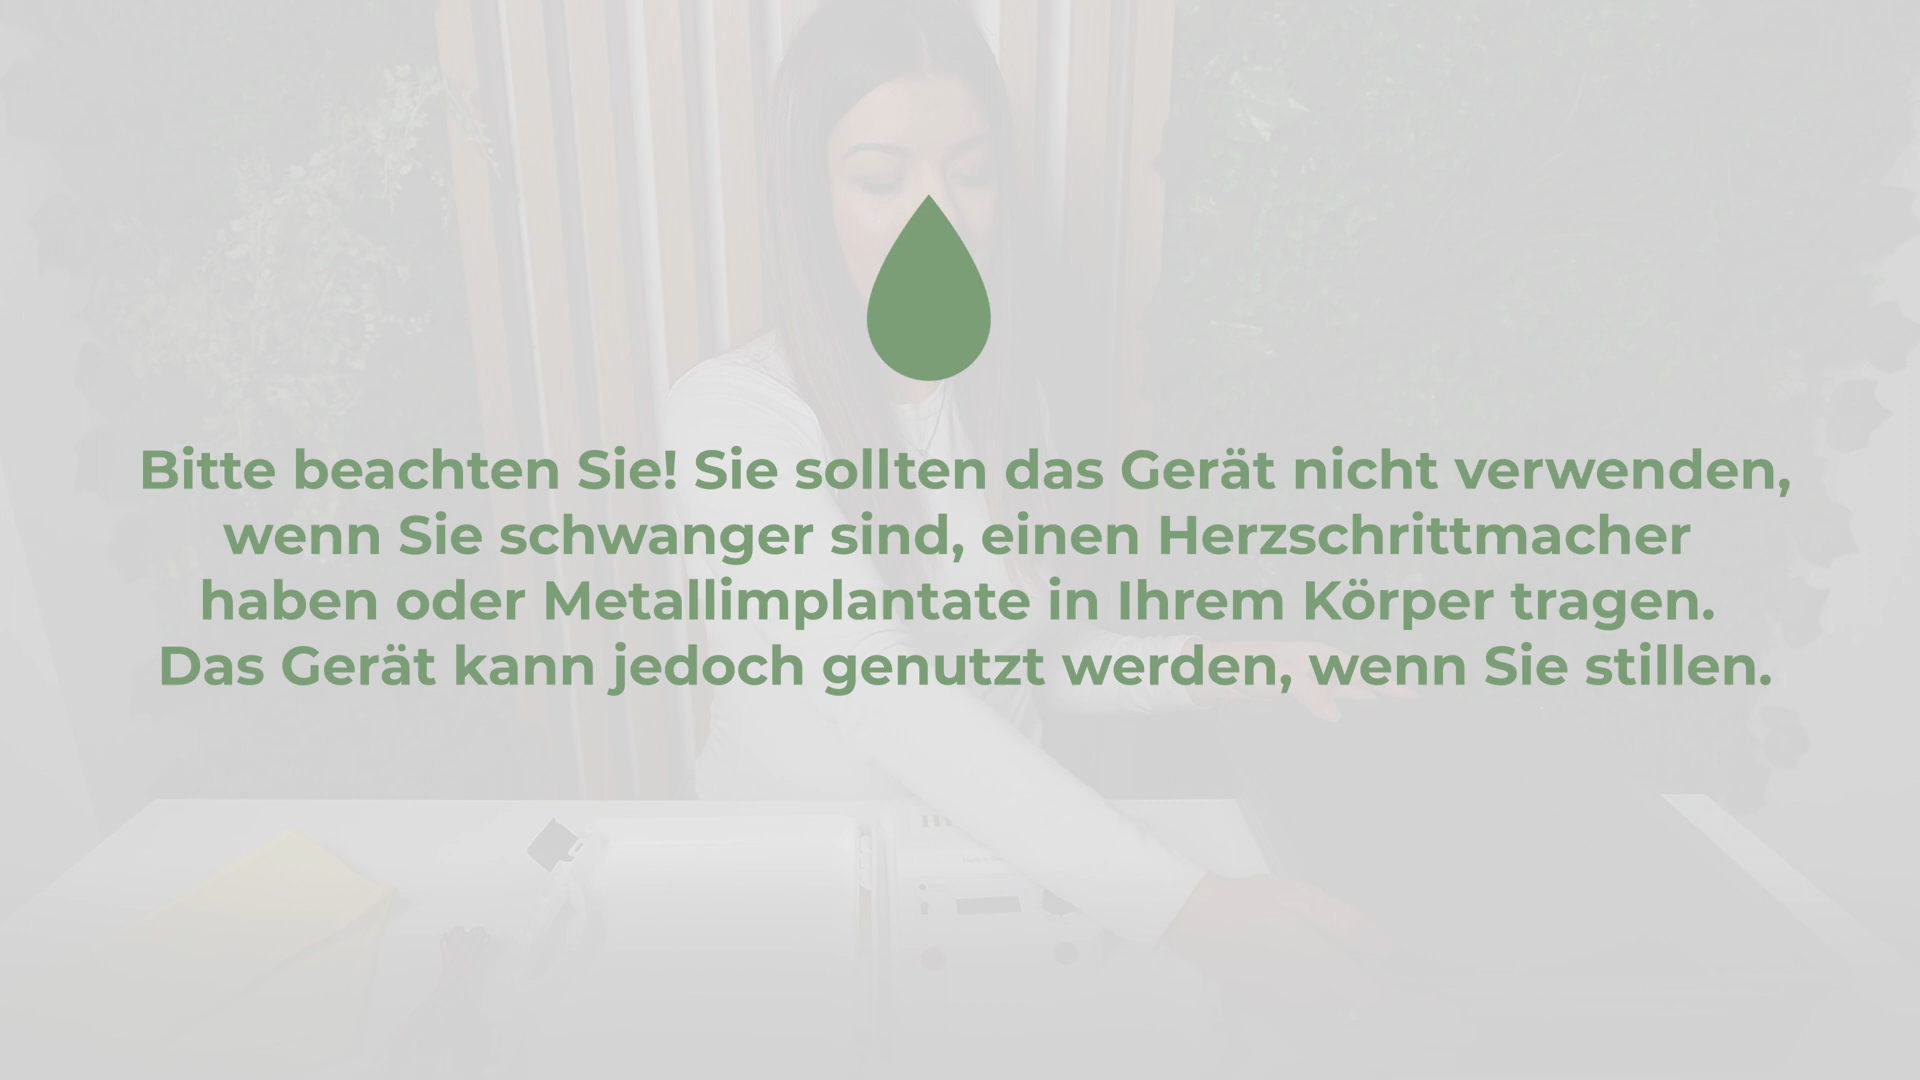 Bitte beachten Sie! Sie sollten das Gerät nicht verwenden,
wenn Sie schwanger sind, einen Herzschrittmacher
haben oder Metallimplantate in Ihrem Körper tragen.
Das Gerät kann jedoch genutzt werden, wenn Sie stillen.